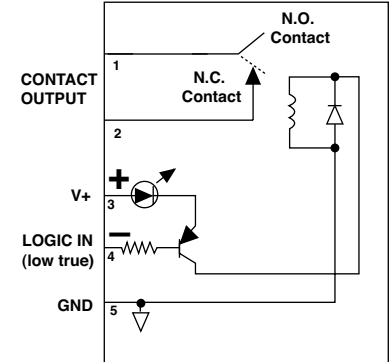 N.O.
Contact
1
CONTACT
OUTPUT
N.C.
Contact
2
+
V+
3
LOGIC IN
(low true)
−
4
GND
5